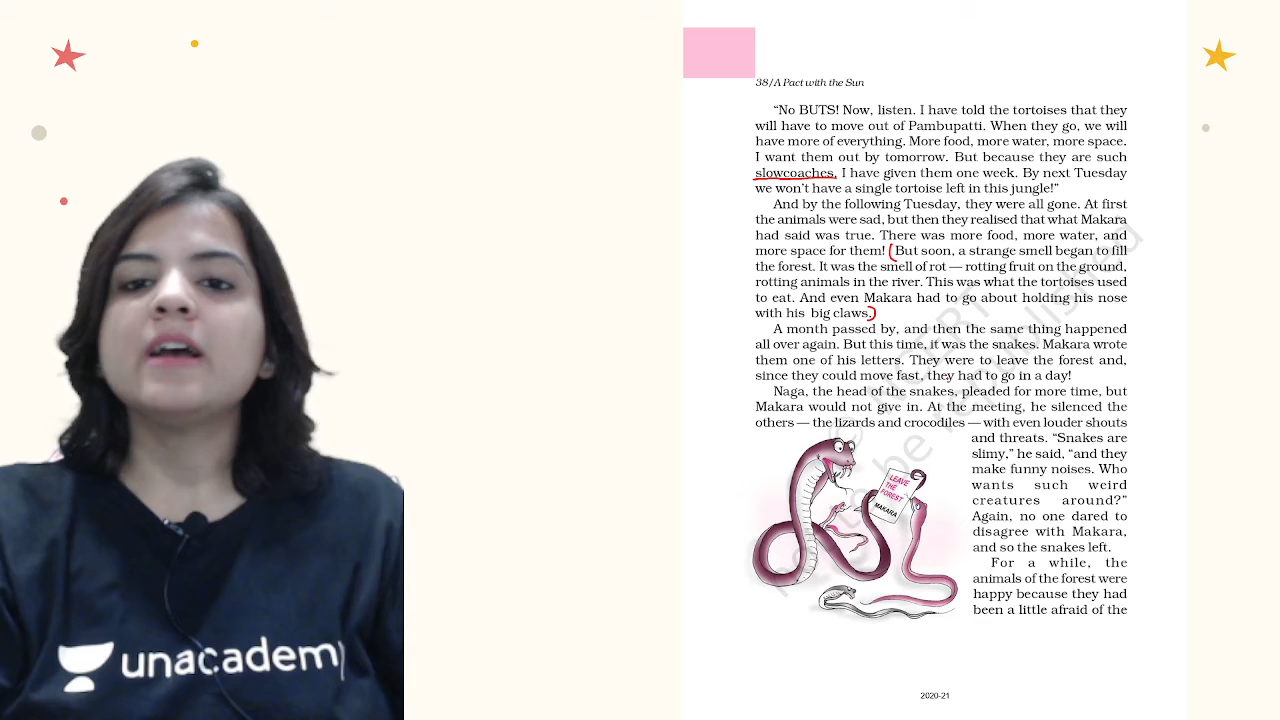 38/A Pact with the Sun
“No BUTS! Now, listen. I have told the tortoises that they
will have to move out of Pambupatti. When they go, we will
have more of everything. More food, more water, more space.
I want them out by tomorrow. But because they are such
slowcoaches, I have given them one week. By next Tuesday
we won’t have a single tortoise left in this jungle!”
And by the following Tuesday, they were all gone. At first
the animals were sad, but then they realised that what Makara
had said was true. There was more food, more water, and
more space for them! But soon, a strange smell began to fill
the forest. It was the smell of rot — rotting fruit on the ground,
rotting animals in the river. This was what the tortoises used
to eat. And even Makara had to go about holding his nose
with his big claws.
A month passed by, and then the same thing happened
all over again. But this time, it was the snakes. Makara wrote
them one of his letters. They were to leave the forest and,
since they could move fast, they had to go in a day!
Naga, the head of the snakes, pleaded for more time, but
Makara would not give in. At the meeting, he silenced the
others — the lizards and crocodiles — with even louder shouts
and threats. “Snakes are
slimy,” he said, “and they
make funny noises. Who
wants such weird
creatures around?”
Again, no one dared to
disagree with Makara,
and so the snakes left.
For a while, the
animals of the forest were
happy because they had
been a little afraid of the
LEAVE
THE
FOREST
MAKARA
2020-21
© NCERT
not to be republished
unacademy